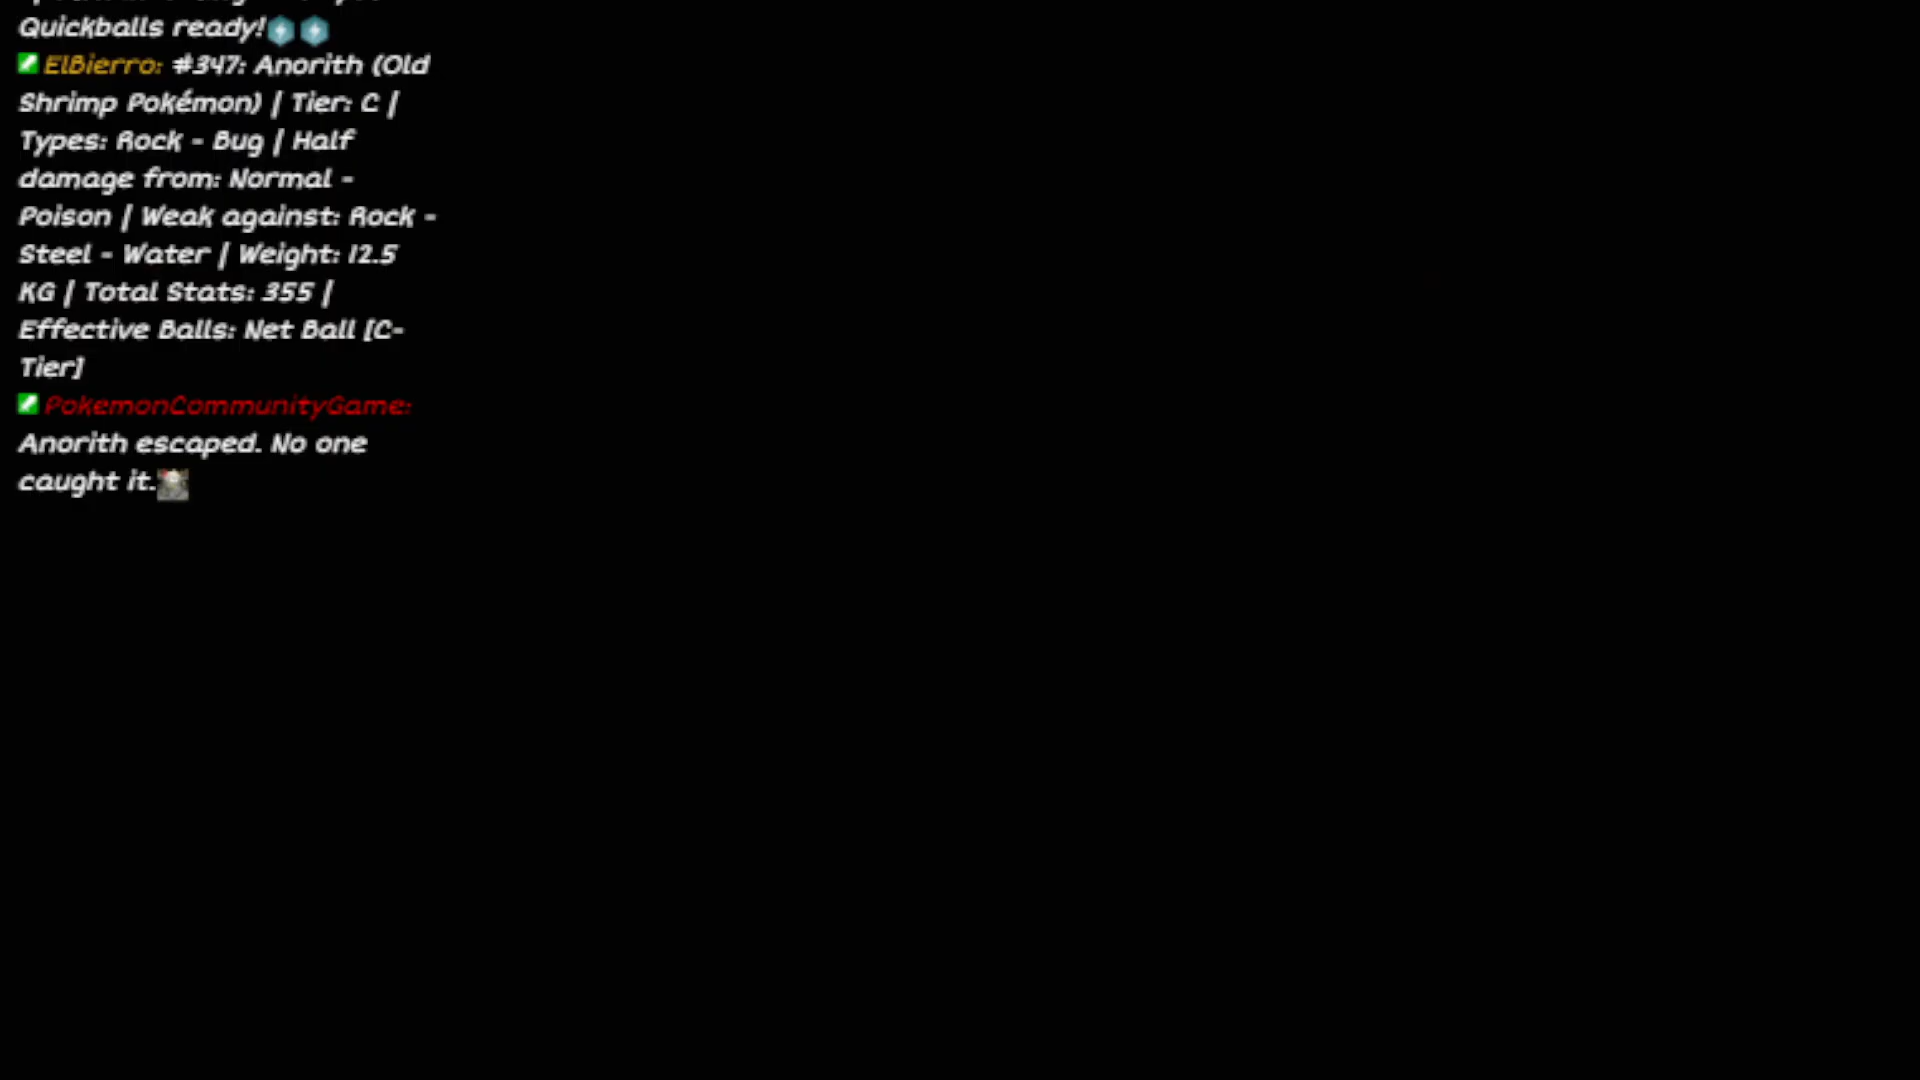 Quickballs ready!
ElBierro: #347: Anorith (Old
Shrimp Pokémon) | Tier: C |
Types: Rock - Bug | Half
damage from: Normal -
Poison | Weak against: Rock -
Steel - Water | Weight: 12.5
KG | Total Stats: 355 |
Effective Balls: Net Ball [C-
Tier]
PokemonCommunityGame:
Anorith escaped. No one
caught it.